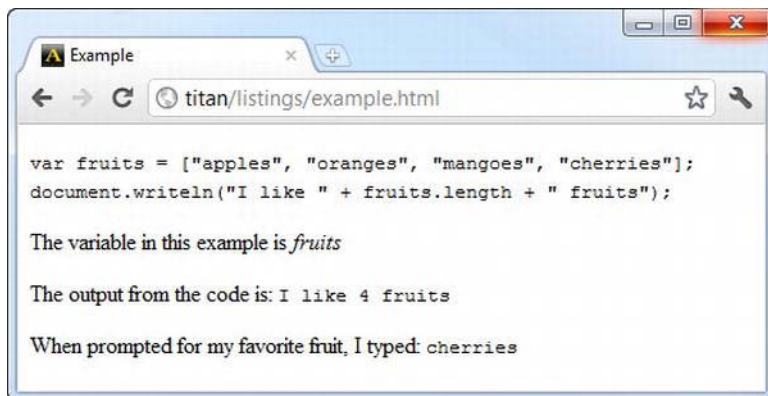 Example
titan/listings/example.html
var fruits = ["apples", "oranges", "mangoes", "cherries"];
document.writeln("I like " + fruits.length + " fruits");
The variable in this example is fruits
The output from the code is: I like 4 fruits
When prompted for my favorite fruit, I typed: cherries